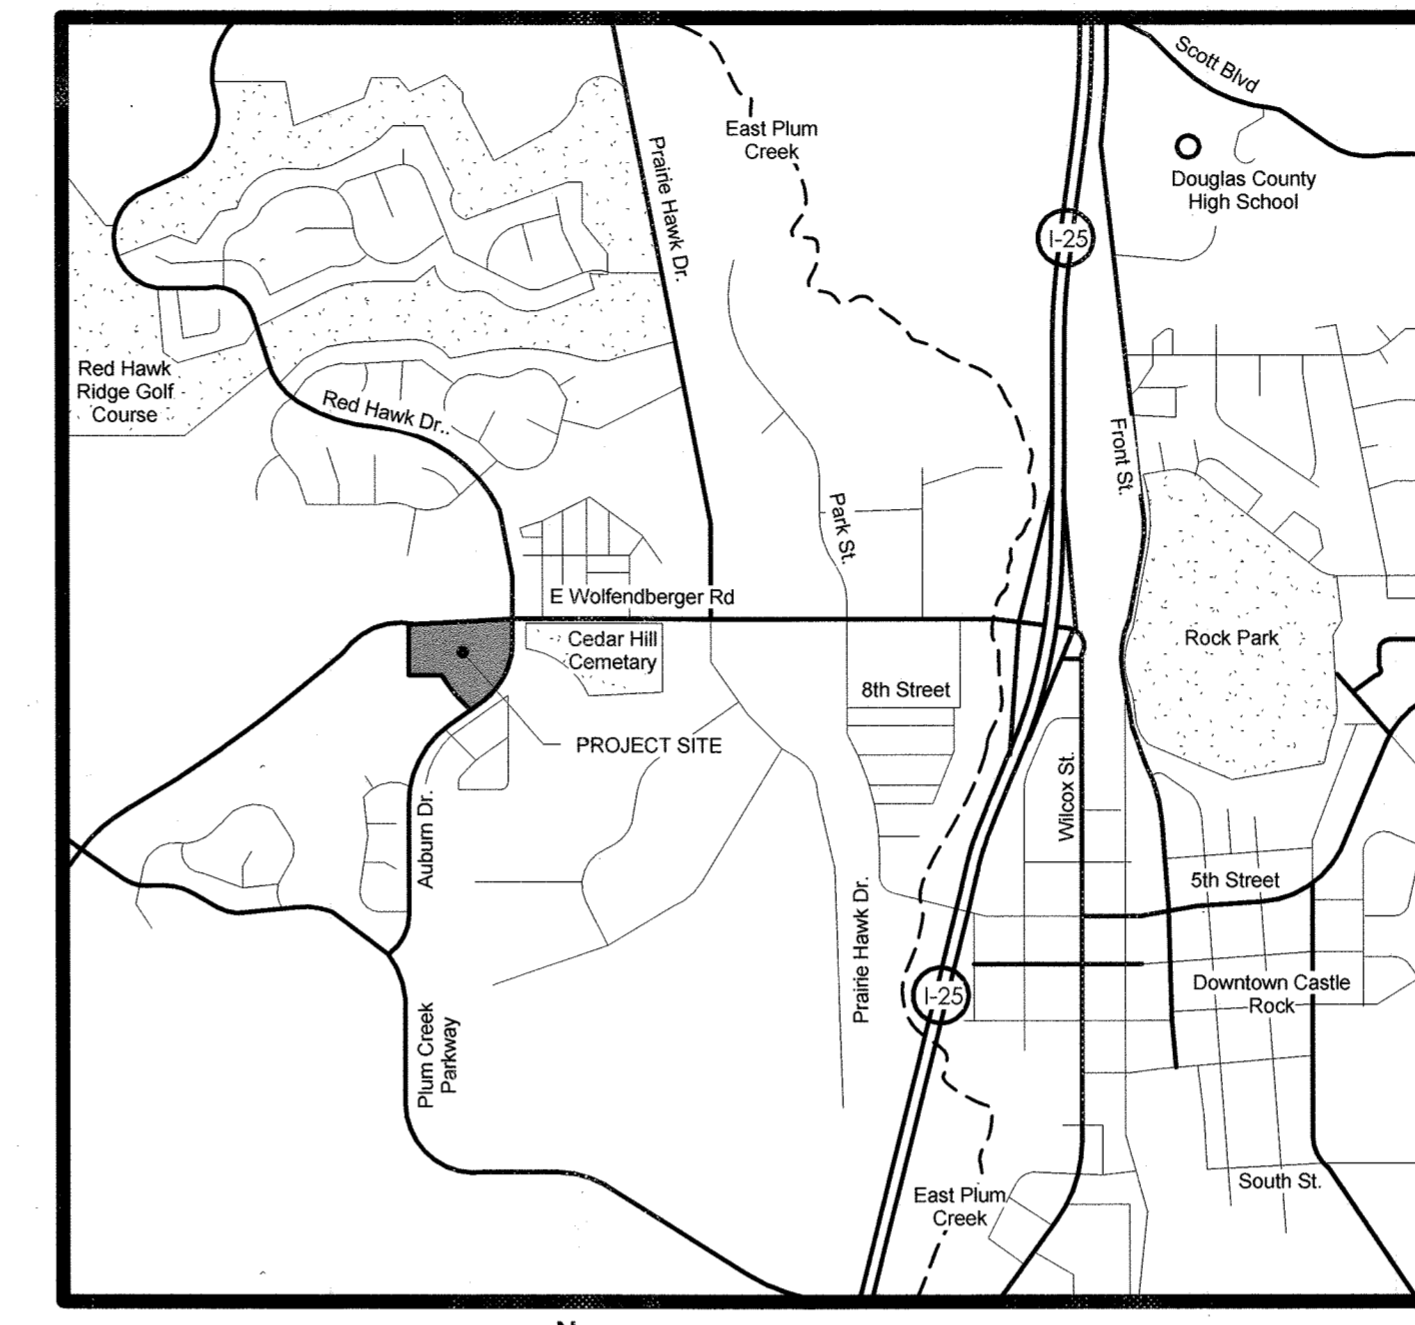 Scott Blvd
East Plum
Creek
Prairie Hawk Dr.
Douglas County
High School
I-25
Red Hawk
Ridge Golf
Course
Red Hawk Dr..
Front St.
Park St.
E Wolfendberger Rd
Cedar Hill
Cemetary
Rock Park
8th Street
PROJECT SITE
Wilcox St.
Auburn Dr.
5th Street
Prairie Hawk Dr.
I-25
Downtown Castle
Rock
Plum Creek
Parkway
East Plum
Creek
South St.
N